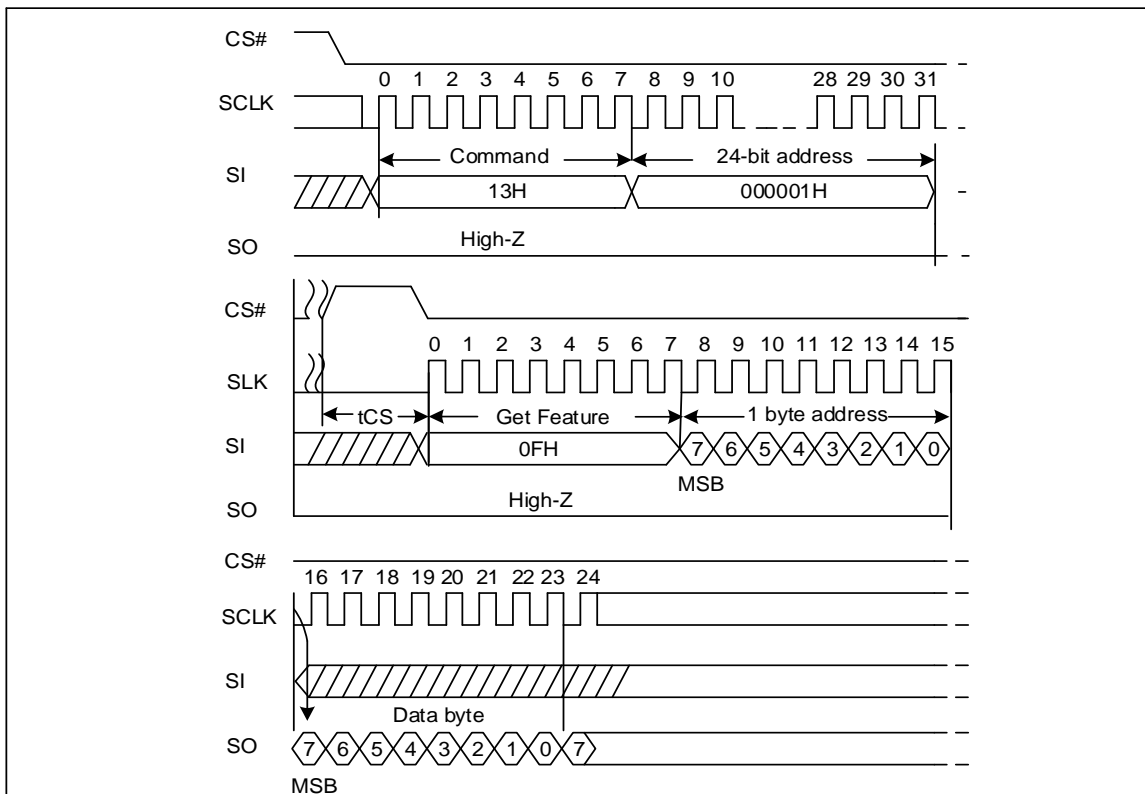 CS#
0 1 2 3 4 5 6 7 8 9 10 28 29 30 31
SCLK
Command 24-bit address
SI 13H 000001H
High-Z
SO
CS#
0 1 2 3 4 5 6 7 8 9 10 11 12 13 14 15
SLK
tCS Get Feature 1 byte address
SI 0FH 7 6 5 4 3 2 1 0
MSB
High-Z
SO
CS#
16 17 18 19 20 21 22 23 24
SCLK
SI
Data byte
SO 7 6 5 4 3 2 1 0 7
MSB